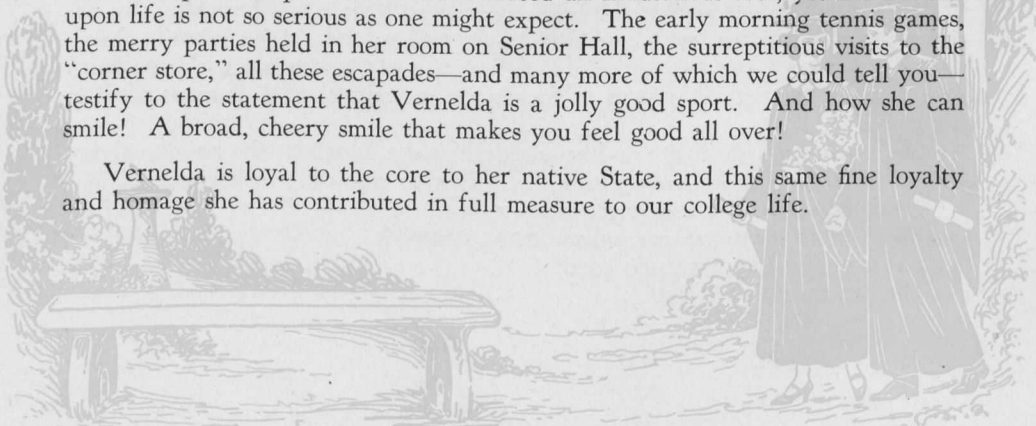 upon life is not so serious as one might expect. The early morning tennis games,
the merry parties held in her room on Senior Hall, the surreptitious visits to the
"corner store," all these escapades—and many more of which we could tell you—
testify to the statement that Vernelda is a jolly good sport. And how she can
smile! A broad, cheery smile that makes you feel good all over!
Vernelda is loyal to the core to her native State, and this same fine loyalty
and homage she has contributed in full measure to our college life.